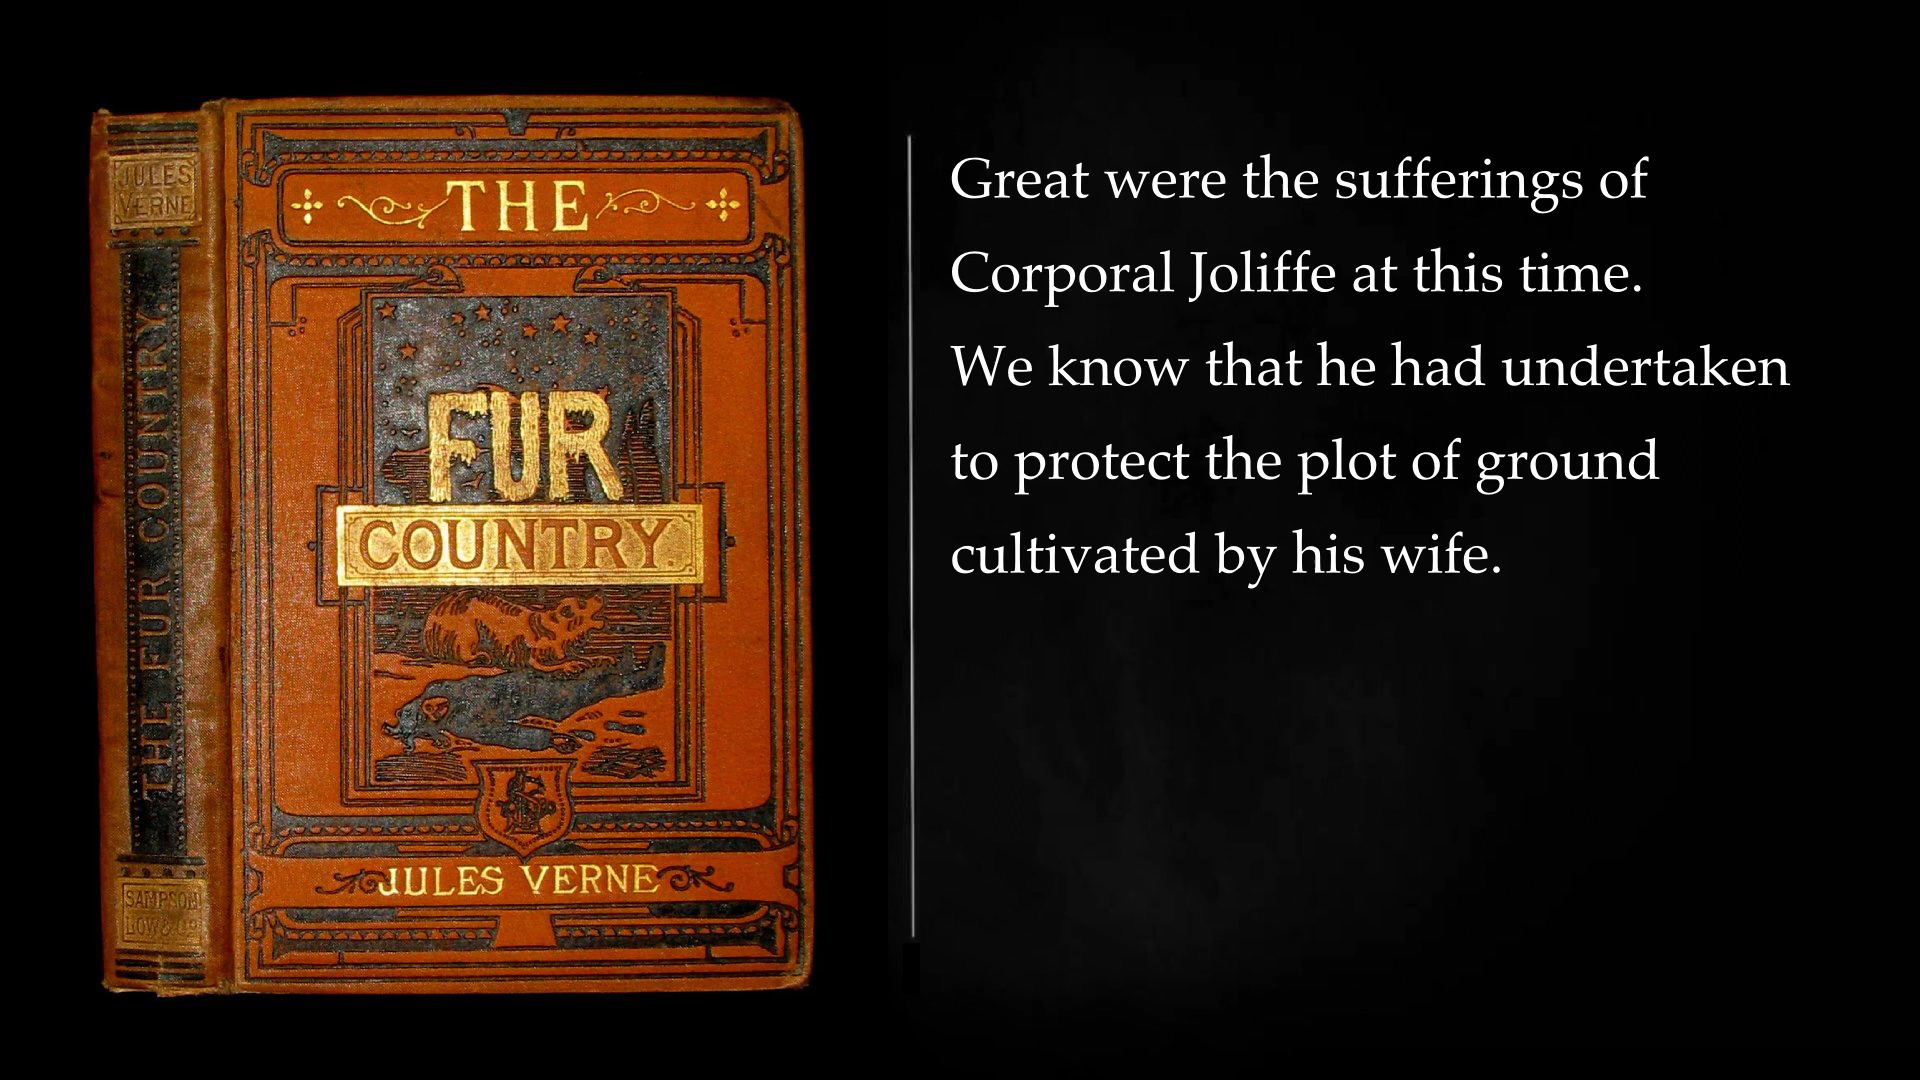 JULES
VERNE
THE FUR COUNTRY.
SAMPSON
LOW & Co
THE
FUR
COUNTRY.
JULES VERNE
Great were the sufferings of
Corporal Joliffe at this time.
We know that he had undertaken
to protect the plot of ground
cultivated by his wife.